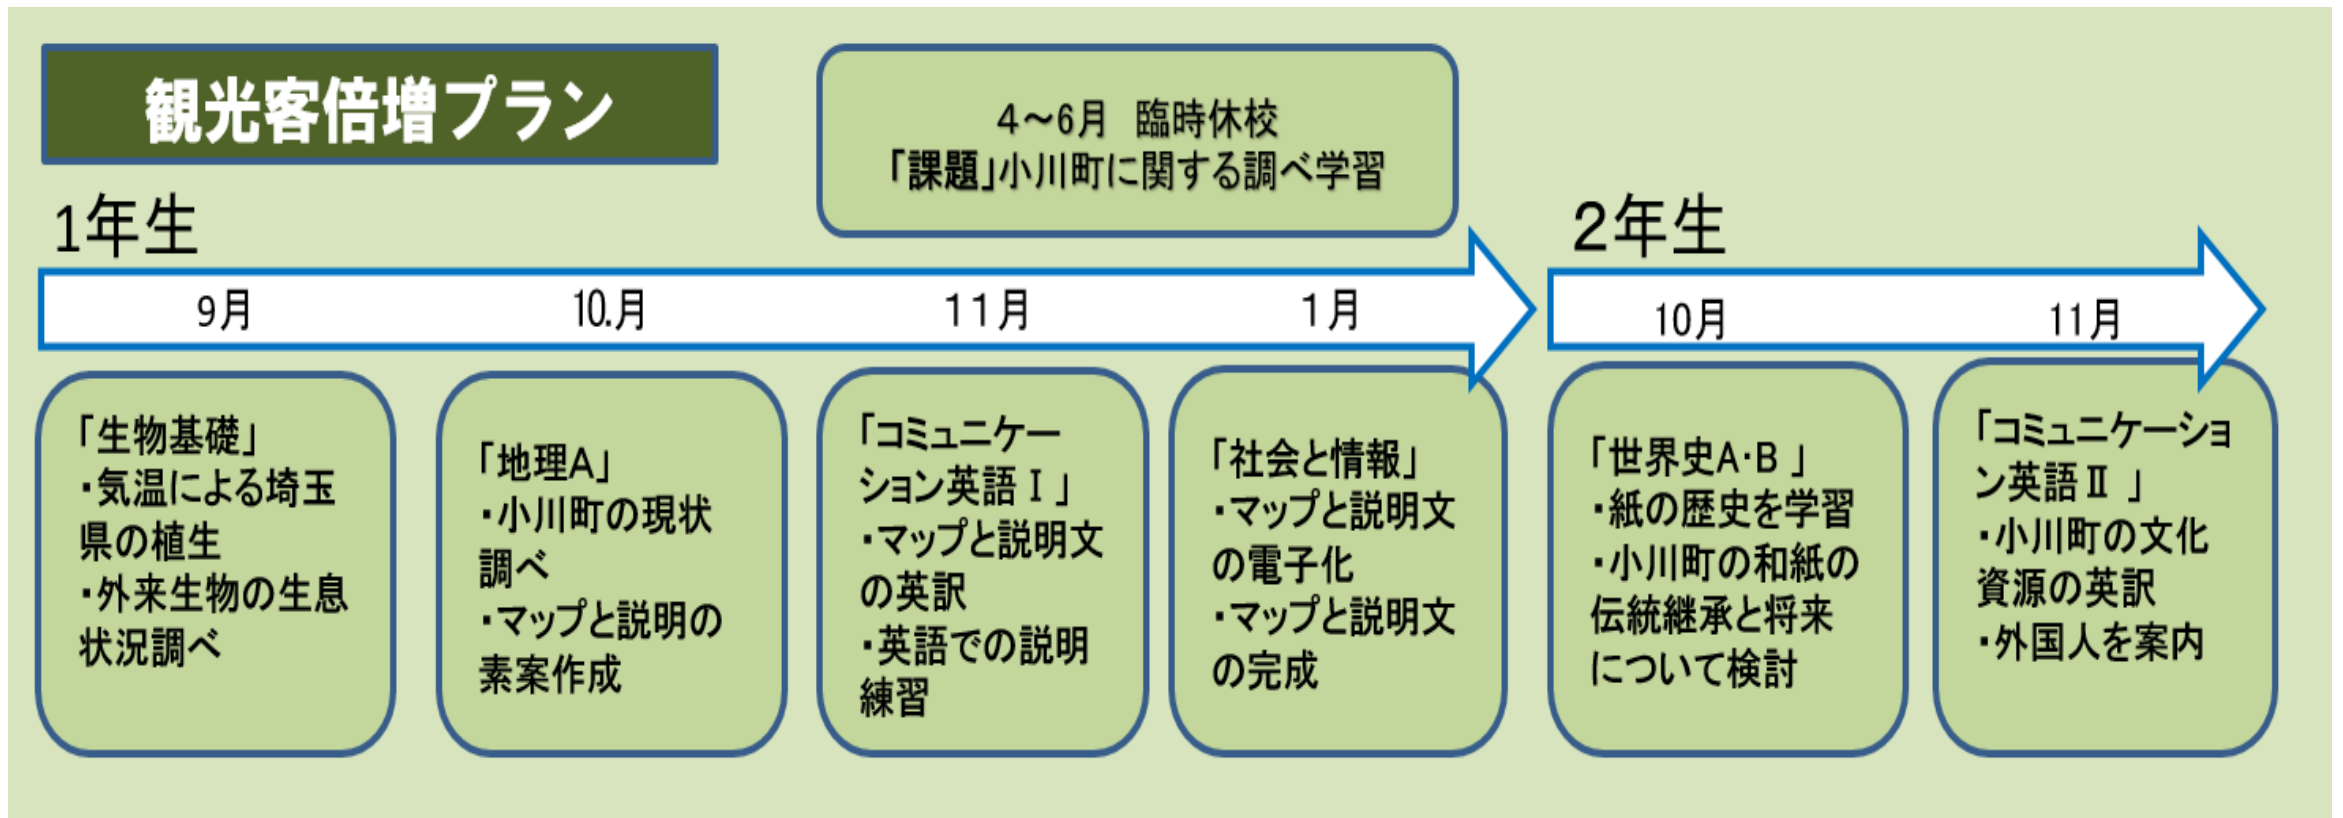 観光客倍増プラン
4～6月　臨時休校
「課題」小川町に関する調べ学習
1年生
2年生
9月
10.月
11月
1月
10月
11月
「生物基礎」
・気温による埼玉
県の植生
・外来生物の生息
状況調べ
「地理A」
・小川町の現状
調べ
・マップと説明の
素案作成
「コミュニケー
ション英語Ⅰ」
・マップと説明文
の英訳
・英語での説明
練習
「社会と情報」
・マップと説明文
の電子化
・マップと説明文
の完成
「世界史A・B 」
・紙の歴史を学習
・小川町の和紙の
伝統継承と将来
について検討
「コミュニケーショ
ン英語Ⅱ 」
・小川町の文化
資源の英訳
・外国人を案内